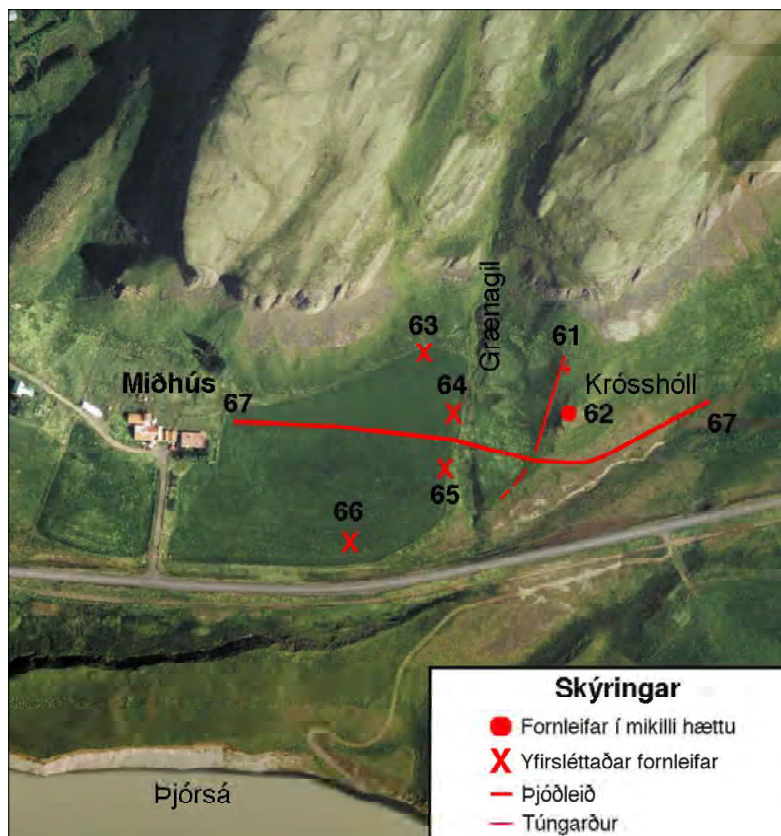 Grænagil
61
63
Miðhús
Krósshóll
64
67
62
67
65
66
Skýringar
Fornleifar í mikilli hættu
Yfirsléttaðar fornleifar
Þjóðleið
Túngarður
Þjórsá